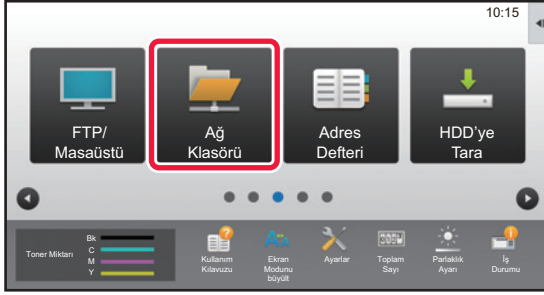 10:15
FTP/
Masaüstü
Ağ
Klasörü
Adres
Defteri
HDD'ye
Tara
Toner Miktarı
Bk
C
M
Y
Kullanım
Kılavuzu
Ekran
Modunu
büyült
Ayarlar
Toplam
Sayı
Parlaklık
Ayarı
İş
Durumu